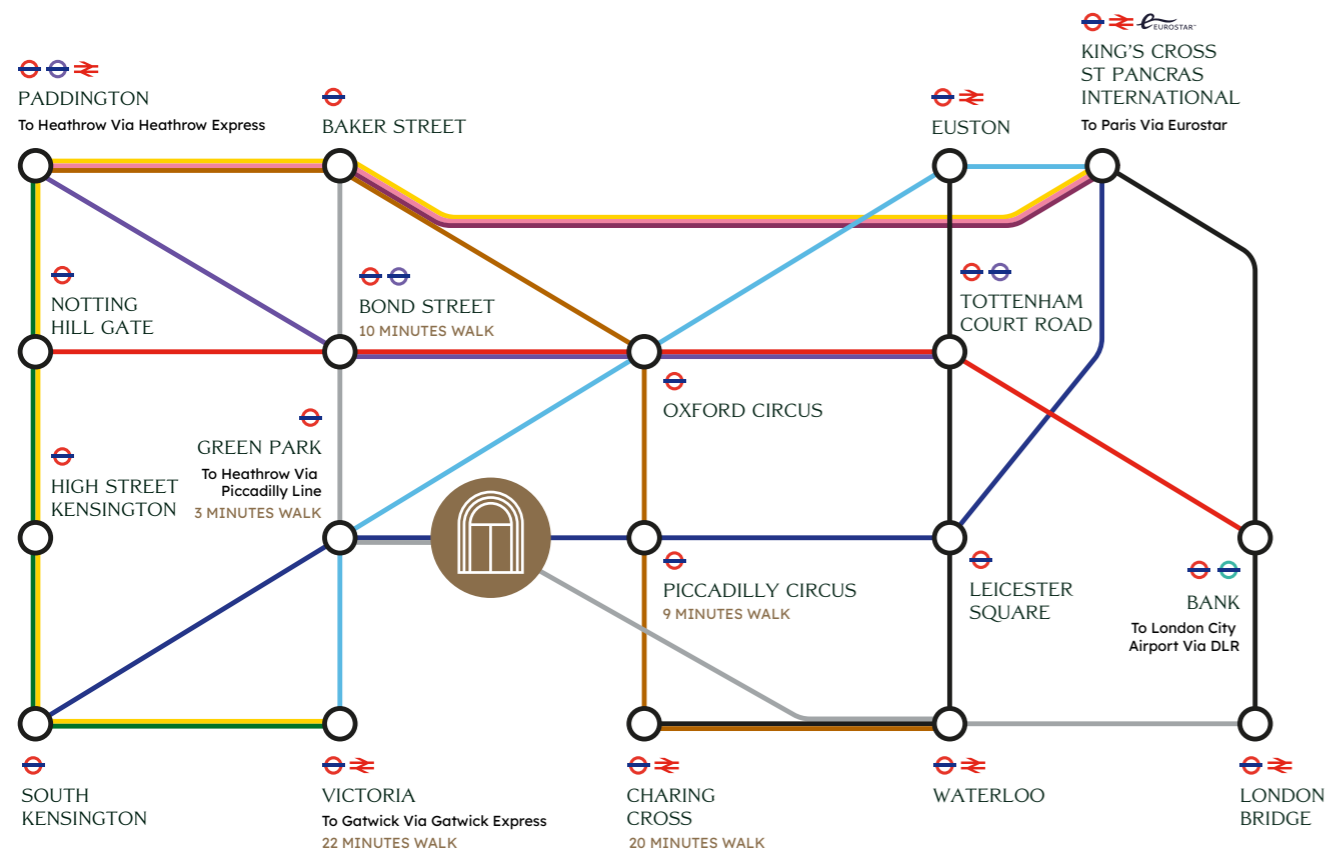 PADDINGTON
To Heathrow Via Heathrow Express
BAKER STREET
EUSTON
EUROSTAR™
KING'S CROSS
ST PANCRAS
INTERNATIONAL
To Paris Via Eurostar
NOTTING
HILL GATE
BOND STREET
10 MINUTES WALK
TOTTENHAM
COURT ROAD
OXFORD CIRCUS
GREEN PARK
To Heathrow Via
Piccadilly Line
3 MINUTES WALK
HIGH STREET
KENSINGTON
PICCADILLY CIRCUS
9 MINUTES WALK
LEICESTER
SQUARE
BANK
To London City
Airport Via DLR
SOUTH
KENSINGTON
VICTORIA
To Gatwick Via Gatwick Express
22 MINUTES WALK
CHARING
CROSS
20 MINUTES WALK
WATERLOO
LONDON
BRIDGE